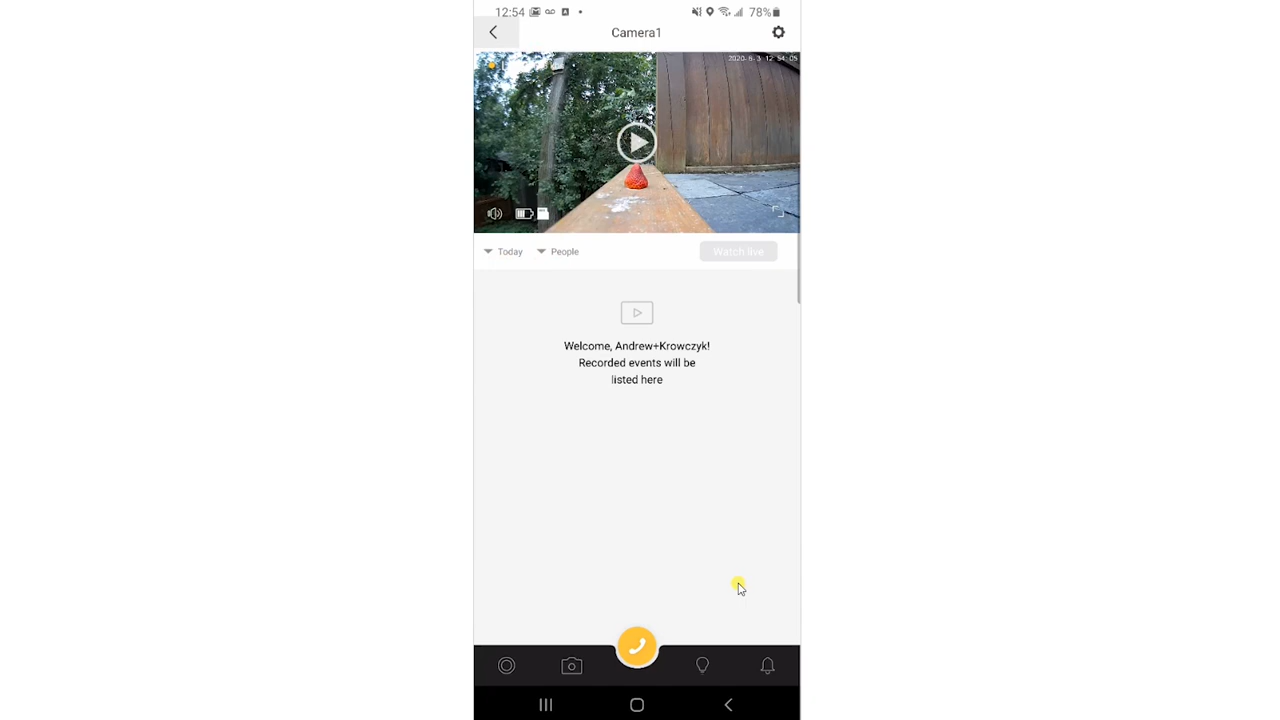 12:54 78%
Camera1
2020-8-3 12:54:05
Today People Watch live
Welcome, Andrew+Krowczyk!
Recorded events will be
listed here